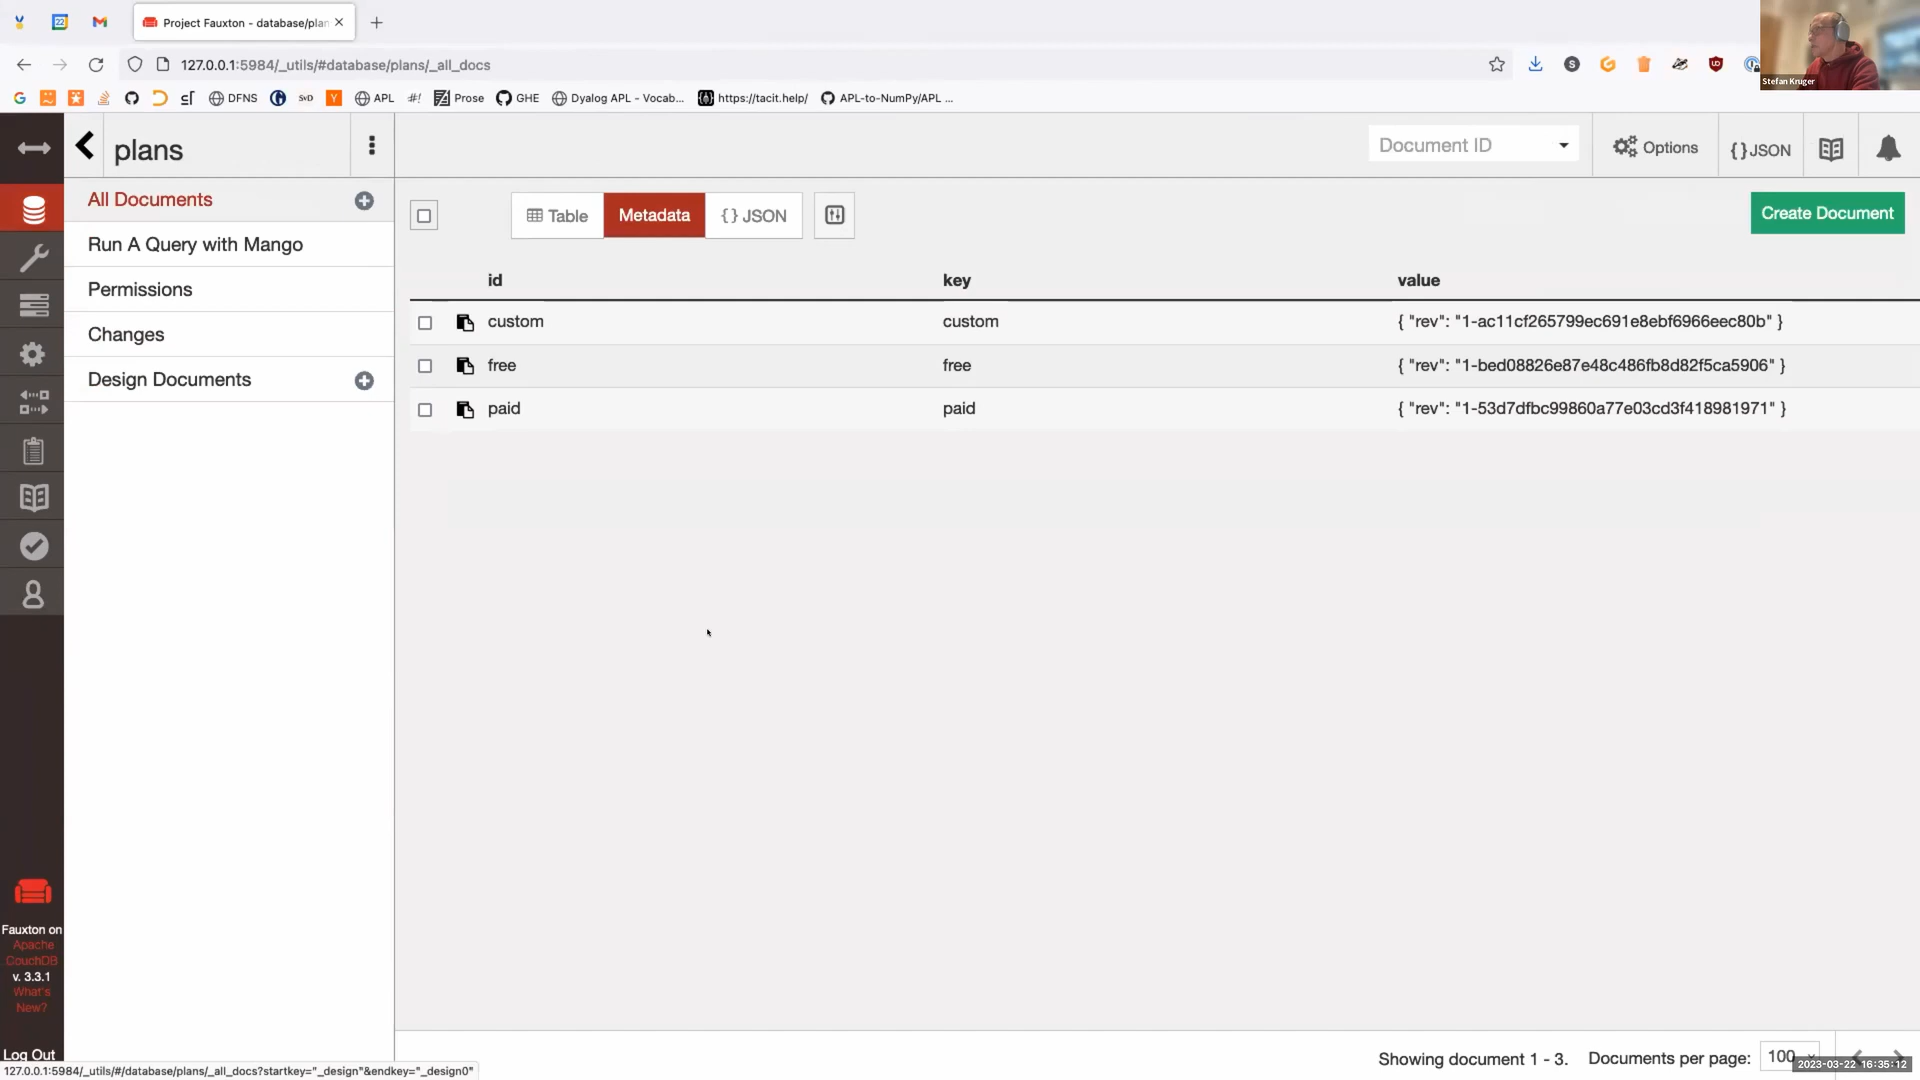 22
Project Fauxton - database/plan
127.0.0.1:5984/_utils/#database/plans/_all_docs
Stefan Kruger
G
DFNS
SvD
Y
APL
#!
Prose
GHE
Dyalog APL - Vocab...
https://tacit.help/
APL-to-NumPy/APL ...
plans
Document ID
Options
{} JSON
All Documents
Table
Metadata
{} JSON
Create Document
Run A Query with Mango
Permissions
Changes
Design Documents
id key value
custom custom { "rev": "1-ac11cf265799ec691e8ebf6966eec80b" }
free free { "rev": "1-bed08826e87e48c486fb8d82f5ca5906" }
paid paid { "rev": "1-53d7dfbc99860a77e03cd3f418981971" }
Fauxton on
Apache
CouchDB
v. 3.3.1
What's
New?
Log Out
Showing document 1 - 3. Documents per page: 100
2023-03-22 16:35:12
127.0.0.1:5984/_utils/#/database/plans/_all_docs?startkey="_design"&endkey="_design0"